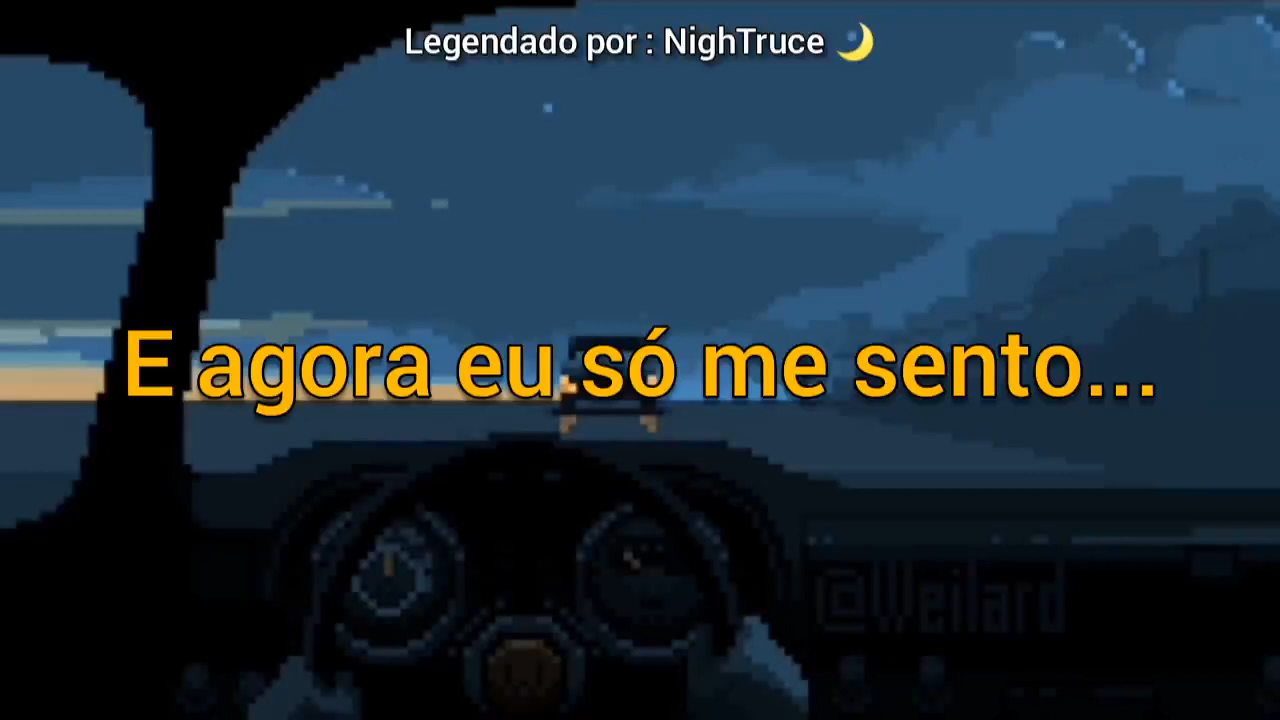 Legendado por : NighTruce 🌙
E agora eu só me sento...
@Weilard